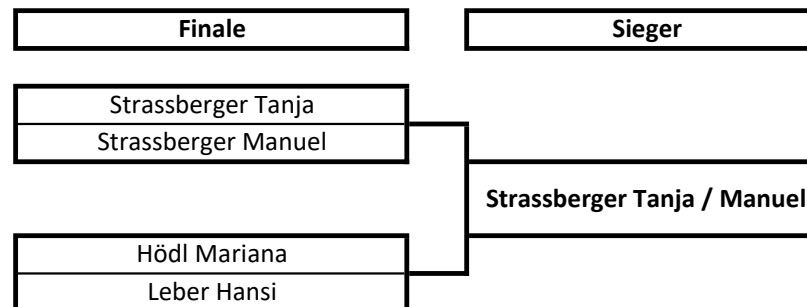 Finale
Sieger
Strassberger Tanja
Strassberger Manuel
Strassberger Tanja / Manuel
Hödl Mariana
Leber Hansi